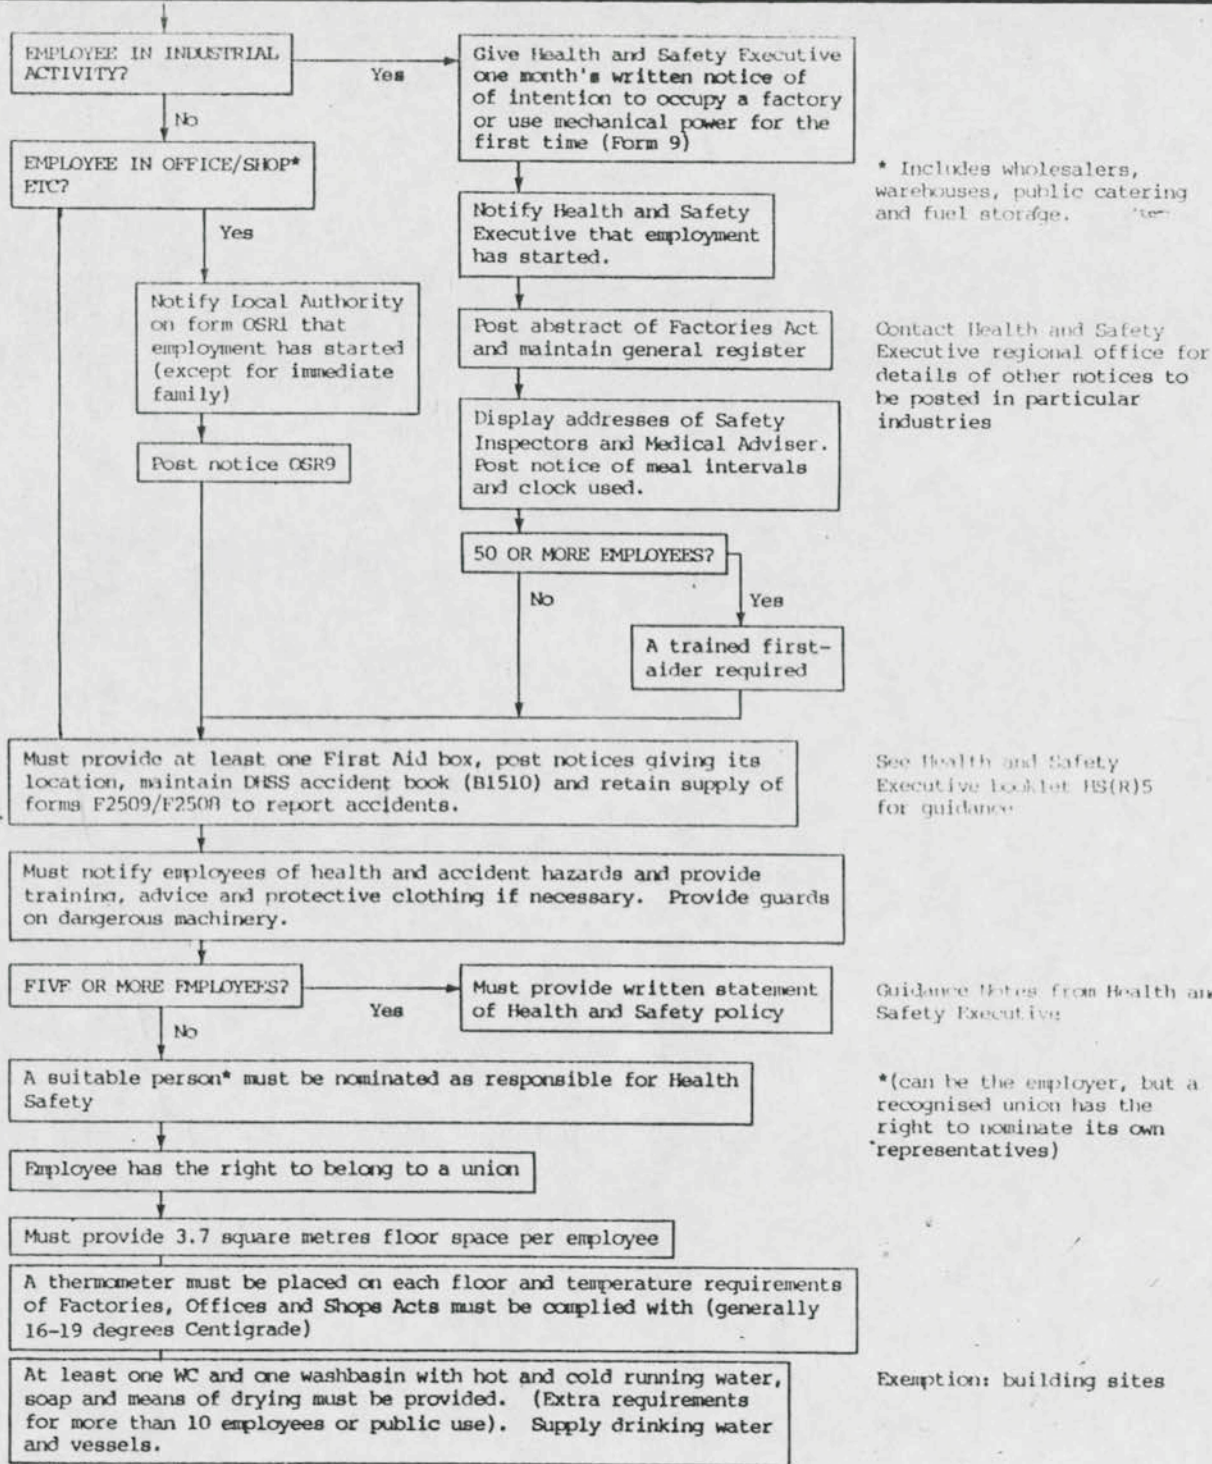 EMPLOYEE IN INDUSTRIAL
ACTIVITY?
Yes
No
Give Health and Safety Executive
one month's written notice of
of intention to occupy a factory
or use mechanical power for the
first time (Form 9)
EMPLOYEE IN OFFICE/SHOP*
ETC?
Yes
* Includes wholesalers,
warehouses, public catering
and fuel storage.
Notify Health and Safety
Executive that employment
has started.
Notify Local Authority
on form OSR1 that
employment has started
(except for immediate
family)
Post notice OSR9
Post abstract of Factories Act
and maintain general register
Contact Health and Safety
Executive regional office for
details of other notices to
be posted in particular
industries
Display addresses of Safety
Inspectors and Medical Adviser.
Post notice of meal intervals
and clock used.
50 OR MORE EMPLOYEES?
No
Yes
A trained first-
aider required
Must provide at least one First Aid box, post notices giving its
location, maintain DHSS accident book (B1510) and retain supply of
forms F2509/F2508 to report accidents.
See Health and Safety
Executive booklet HS(R)5
for guidance
Must notify employees of health and accident hazards and provide
training, advice and protective clothing if necessary. Provide guards
on dangerous machinery.
FIVE OR MORE EMPLOYEES?
Yes
No
Must provide written statement
of Health and Safety policy
Guidance Notes from Health an
Safety Executive
A suitable person* must be nominated as responsible for Health
Safety
*(can be the employer, but a
recognised union has the
right to nominate its own
representatives)
Employee has the right to belong to a union
Must provide 3.7 square metres floor space per employee
A thermometer must be placed on each floor and temperature requirements
of Factories, Offices and Shops Acts must be complied with (generally
16-19 degrees Centigrade)
At least one WC and one washbasin with hot and cold running water,
soap and means of drying must be provided. (Extra requirements
for more than 10 employees or public use). Supply drinking water
and vessels.
Exemption: building sites